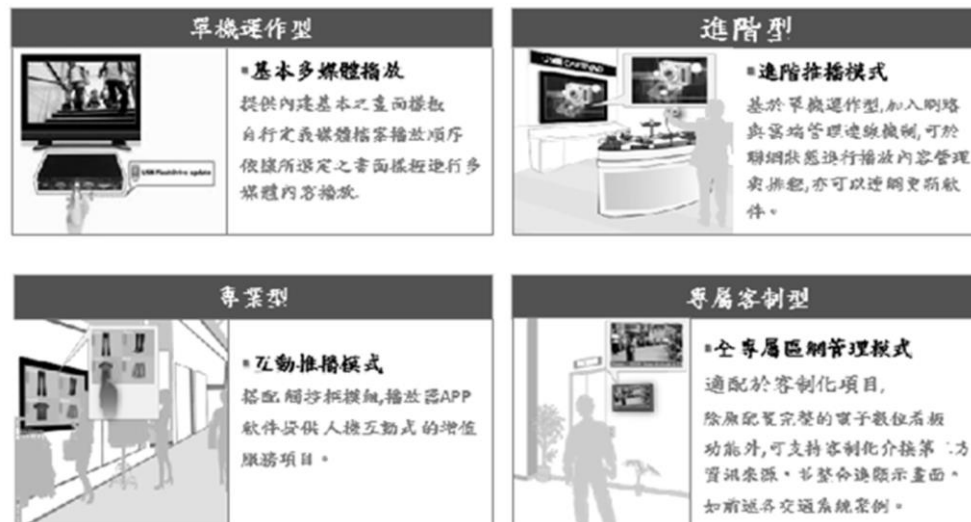 單機運作型
▪基本多媒體播放
提供內建基本之畫面樣板
自行定義媒體檔案播放順序
依據所選定之畫面樣板進行多
媒體內容播放.
USB Flash Drive update
進階型
▪進階推播模式
基於單機運作型,加入網路
與雲端管理連線機制,可於
聯網狀態進行播放內容管理
與排程,亦可以連網更新軟
件。
專業型
▪互動推播模式
搭配觸控框模組,播放器APP
軟件提供人機互動式的增值
服務項目。
專屬客制型
▪全專屬區網管理模式
適配於客制化項目,
除原配置完整的電子數位看板
功能外,可支持客制化介接第三方
資訊來源。並整合進顯示畫面。
如前述各交通系統案例。